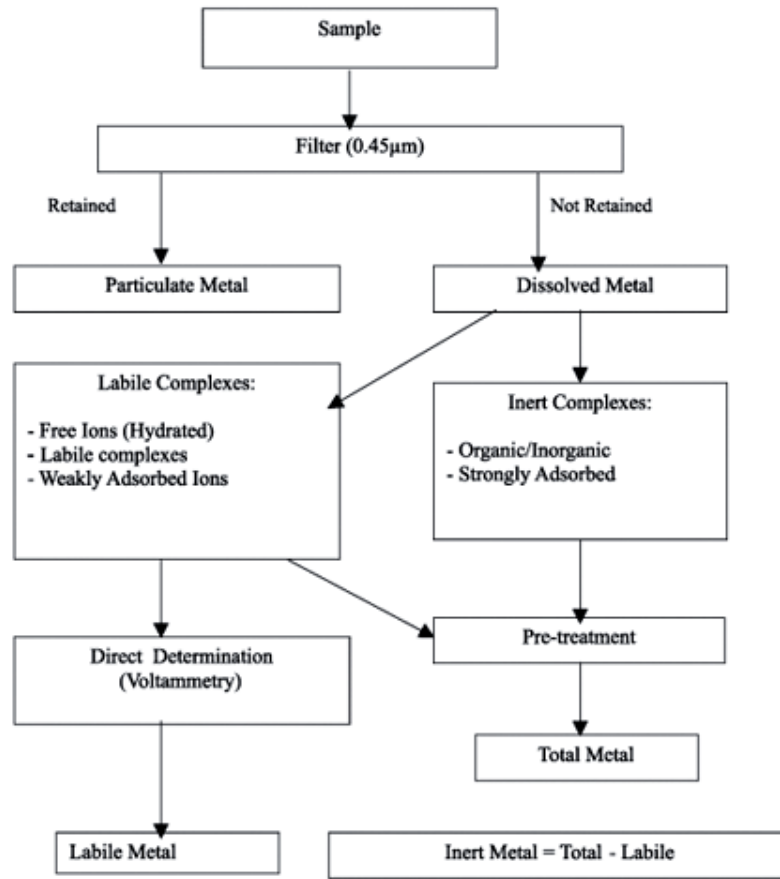 Sample
Filter (0.45μm)
Retained
Not Retained
Particulate Metal
Dissolved Metal
Labile Complexes:
- Free Ions (Hydrated)
- Labile complexes
- Weakly Adsorbed Ions
Inert Complexes:
- Organic/Inorganic
- Strongly Adsorbed
Direct Determination
(Voltammetry)
Pre-treatment
Total Metal
Labile Metal
Inert Metal = Total - Labile